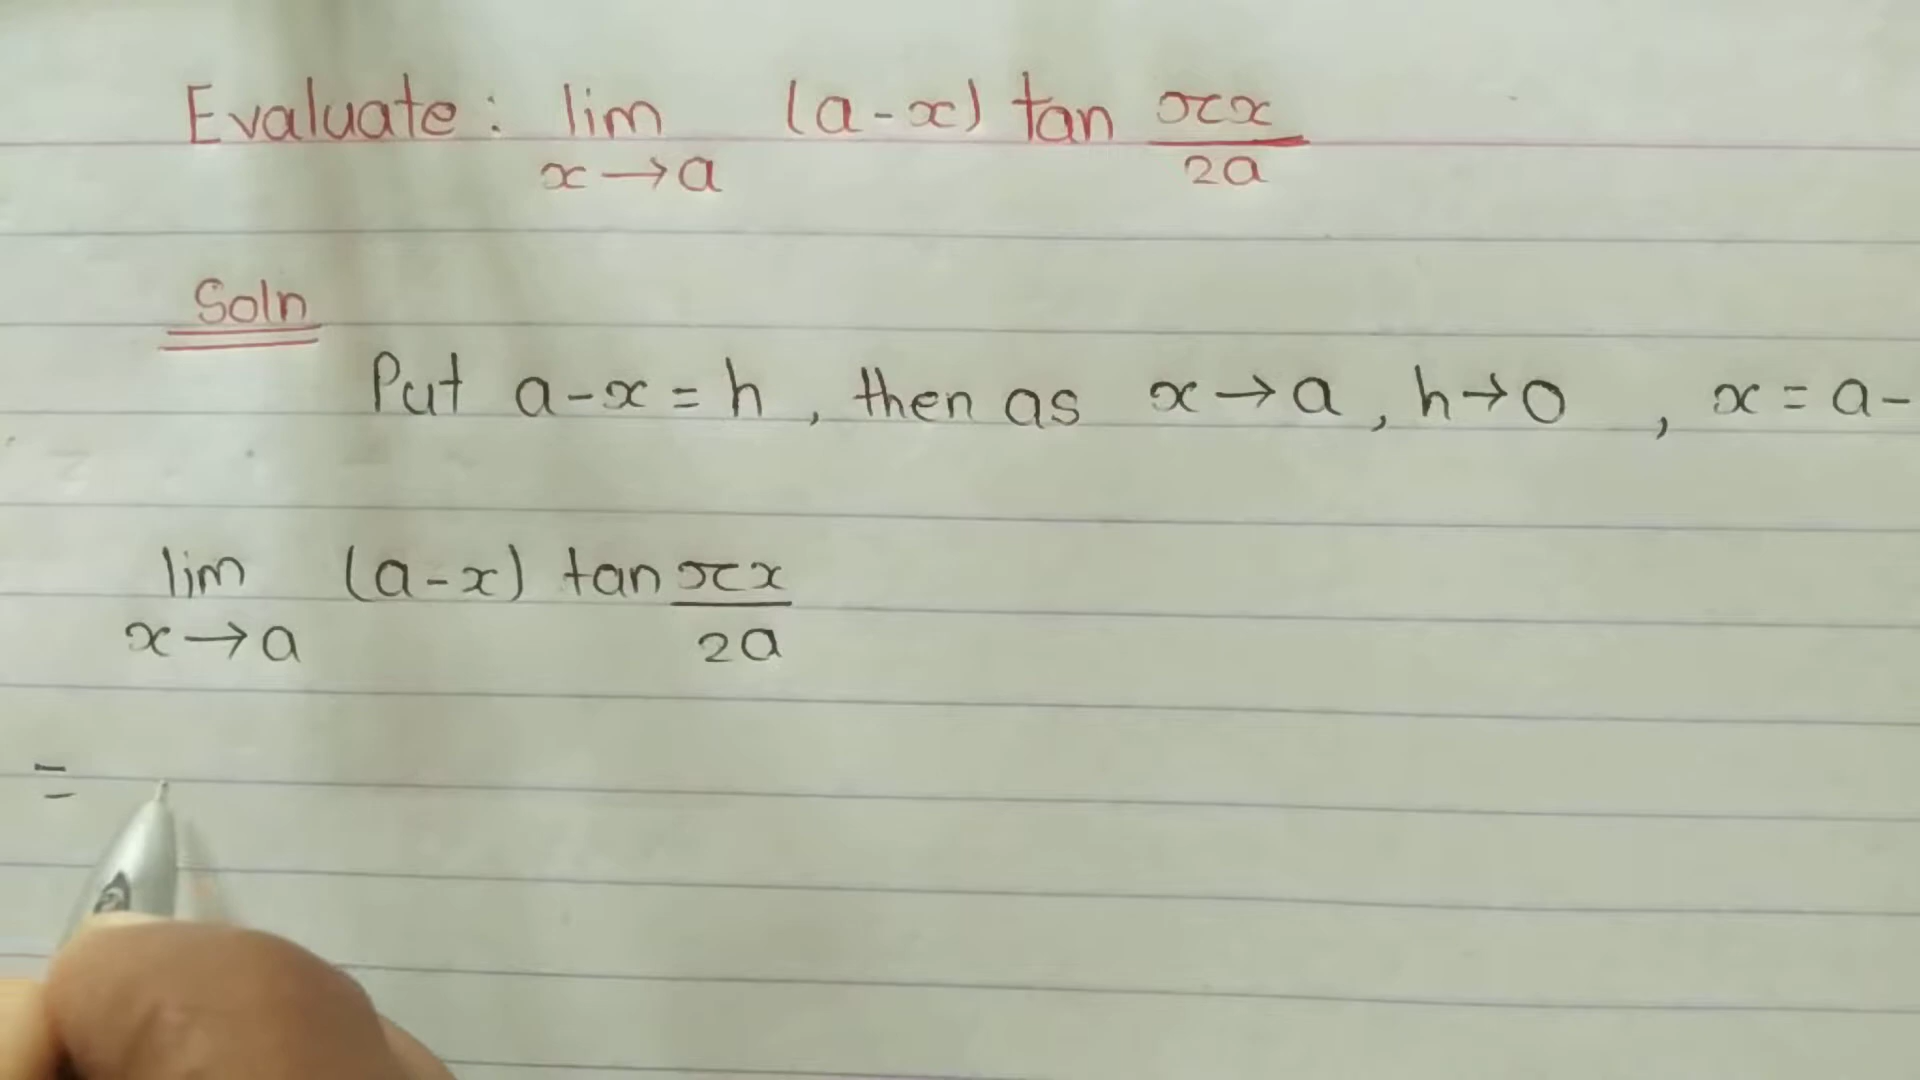 Evaluate: lim (a-x) tan πx
x→a 2a
Soln
Put a-x = h, then as x→a, h→0, x = a-
lim (a-x) tan πx
x→a 2a
=